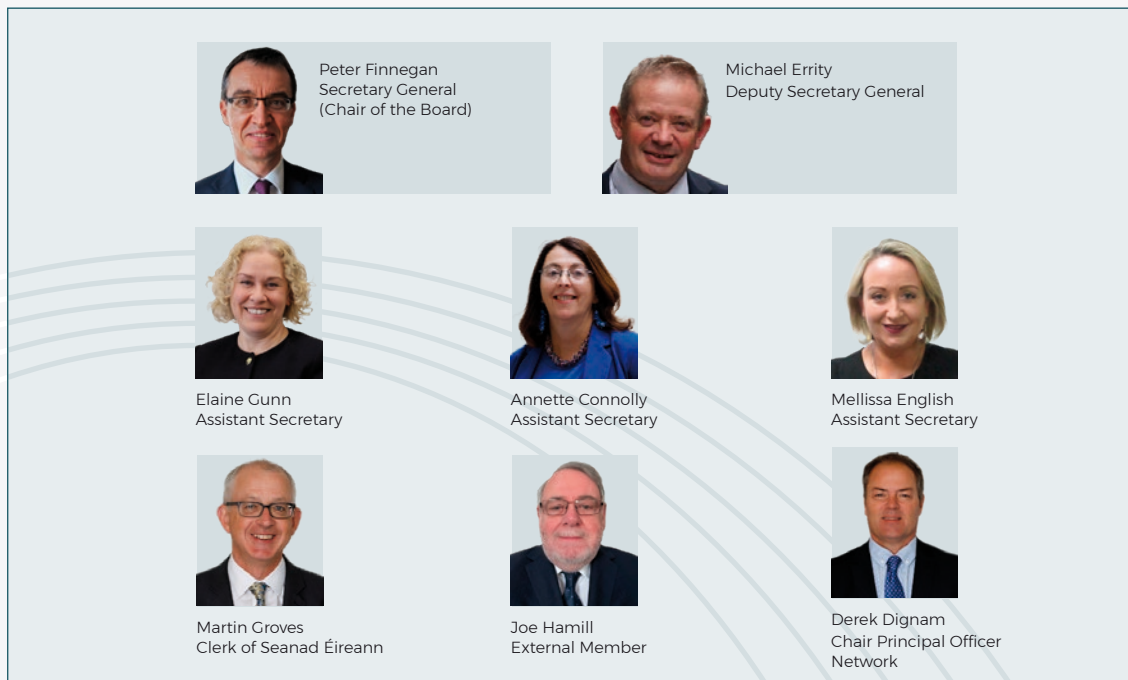 Peter Finnegan
Secretary General
(Chair of the Board)
Michael Errity
Deputy Secretary General
Elaine Gunn
Assistant Secretary
Annette Connolly
Assistant Secretary
Mellissa English
Assistant Secretary
Martin Groves
Clerk of Seanad Éireann
Joe Hamill
External Member
Derek Dignam
Chair Principal Officer
Network